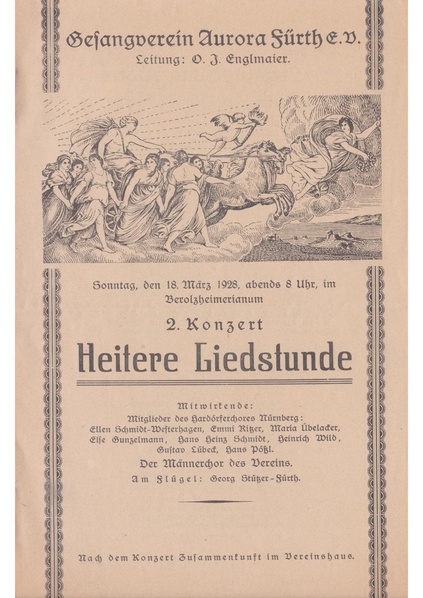 Gesangverein Aurora Fürth E.V.
Leitung: O. J. Englmaier.
Sonntag, den 18. März 1928, abends 8 Uhr, im
Berolzheimerianum
2. Konzert
Heitere Liedstunde
Mitwirkende:
Mitglieder des Hardörferchores Nürnberg:
Ellen Schmidt-Westerhagen, Emmi Ritzer, Maria Übelacker,
Else Gunzelmann, Hans Heinz Schmidt, Heinrich Wild,
Gustav Lübeck, Hans Pößl.
Der Männerchor des Vereins.
Am Flügel: Georg Stützer-Fürth.
Nach dem Konzert Zusammenkunft im Vereinshaus.